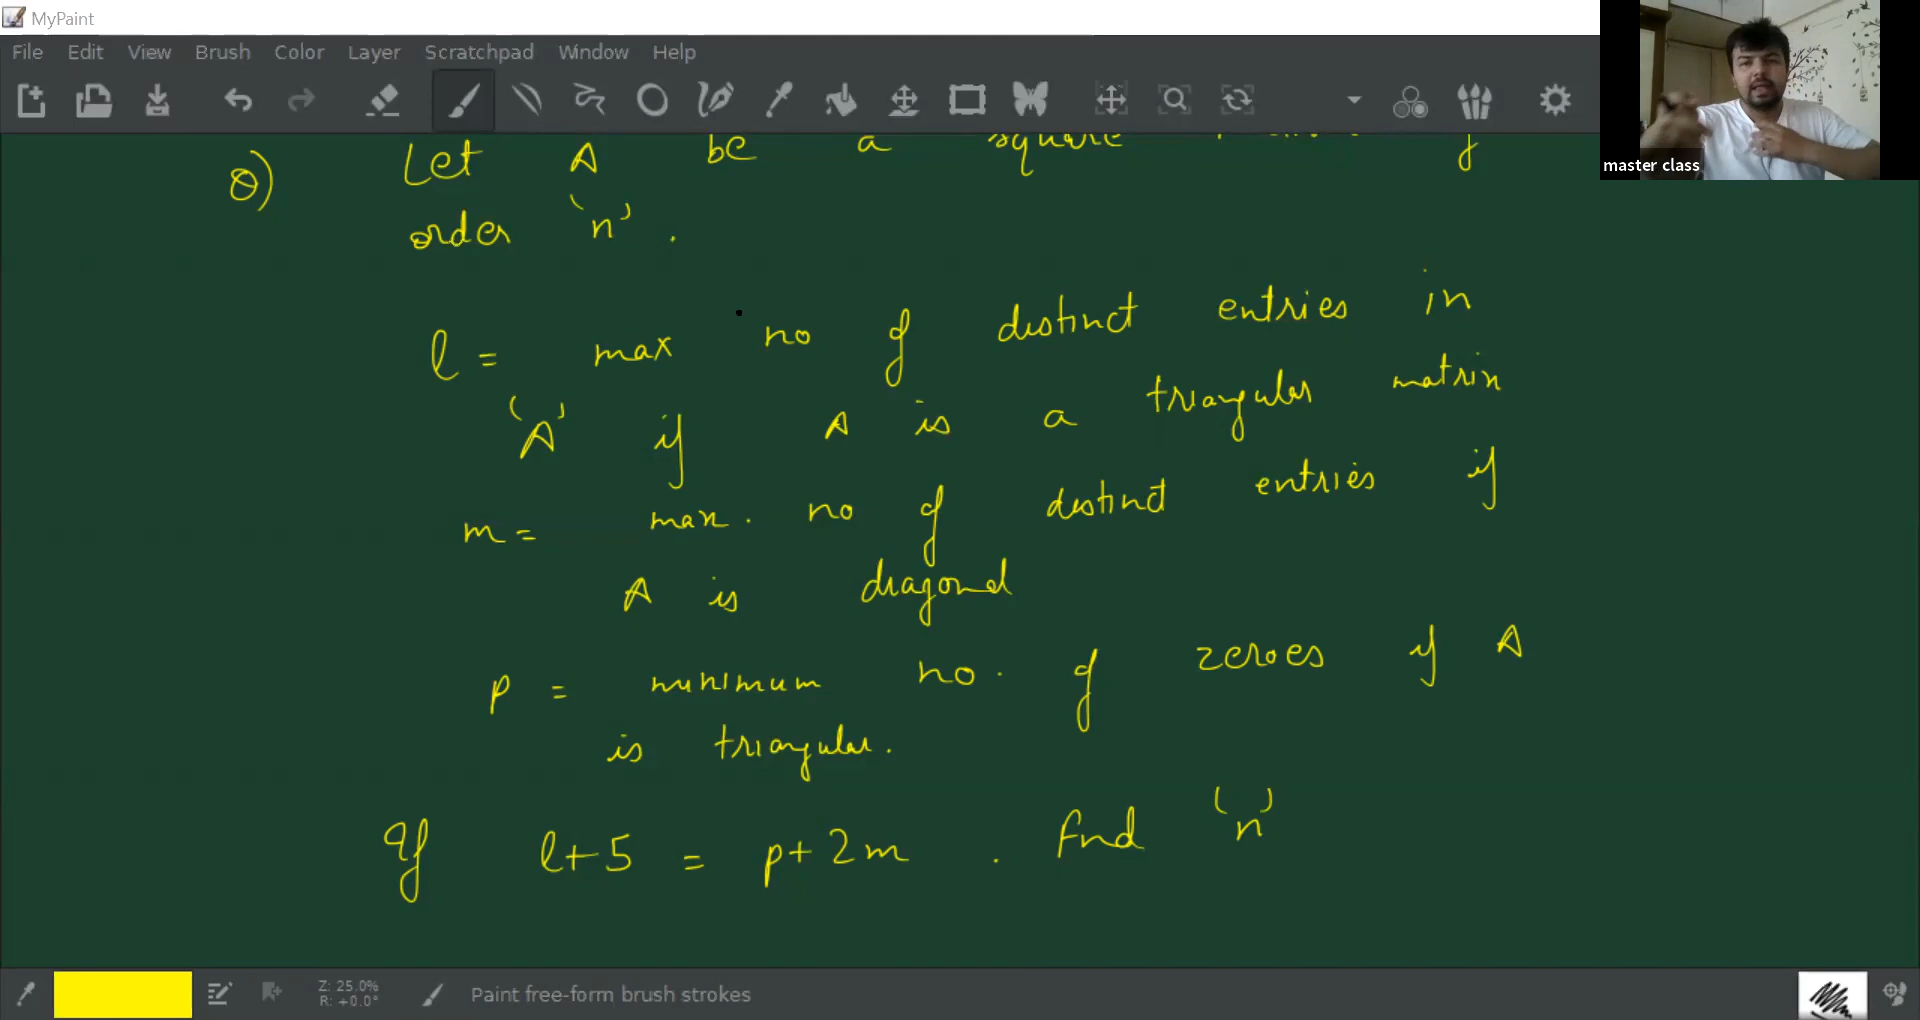 MyPaint
File Edit View Brush Color Layer Scratchpad Window Help
master class
Q) Let A be a square
order 'n'.
l = max no of distinct entries in
'A' if A is a triangular matrix
m = max. no of distinct entries if
A is diagonal
p = minimum no. of zeroes if A
is triangular.
If l+5 = p+2m . Find 'n'
Z: 25.0%
R: +0.0°
Paint free-form brush strokes